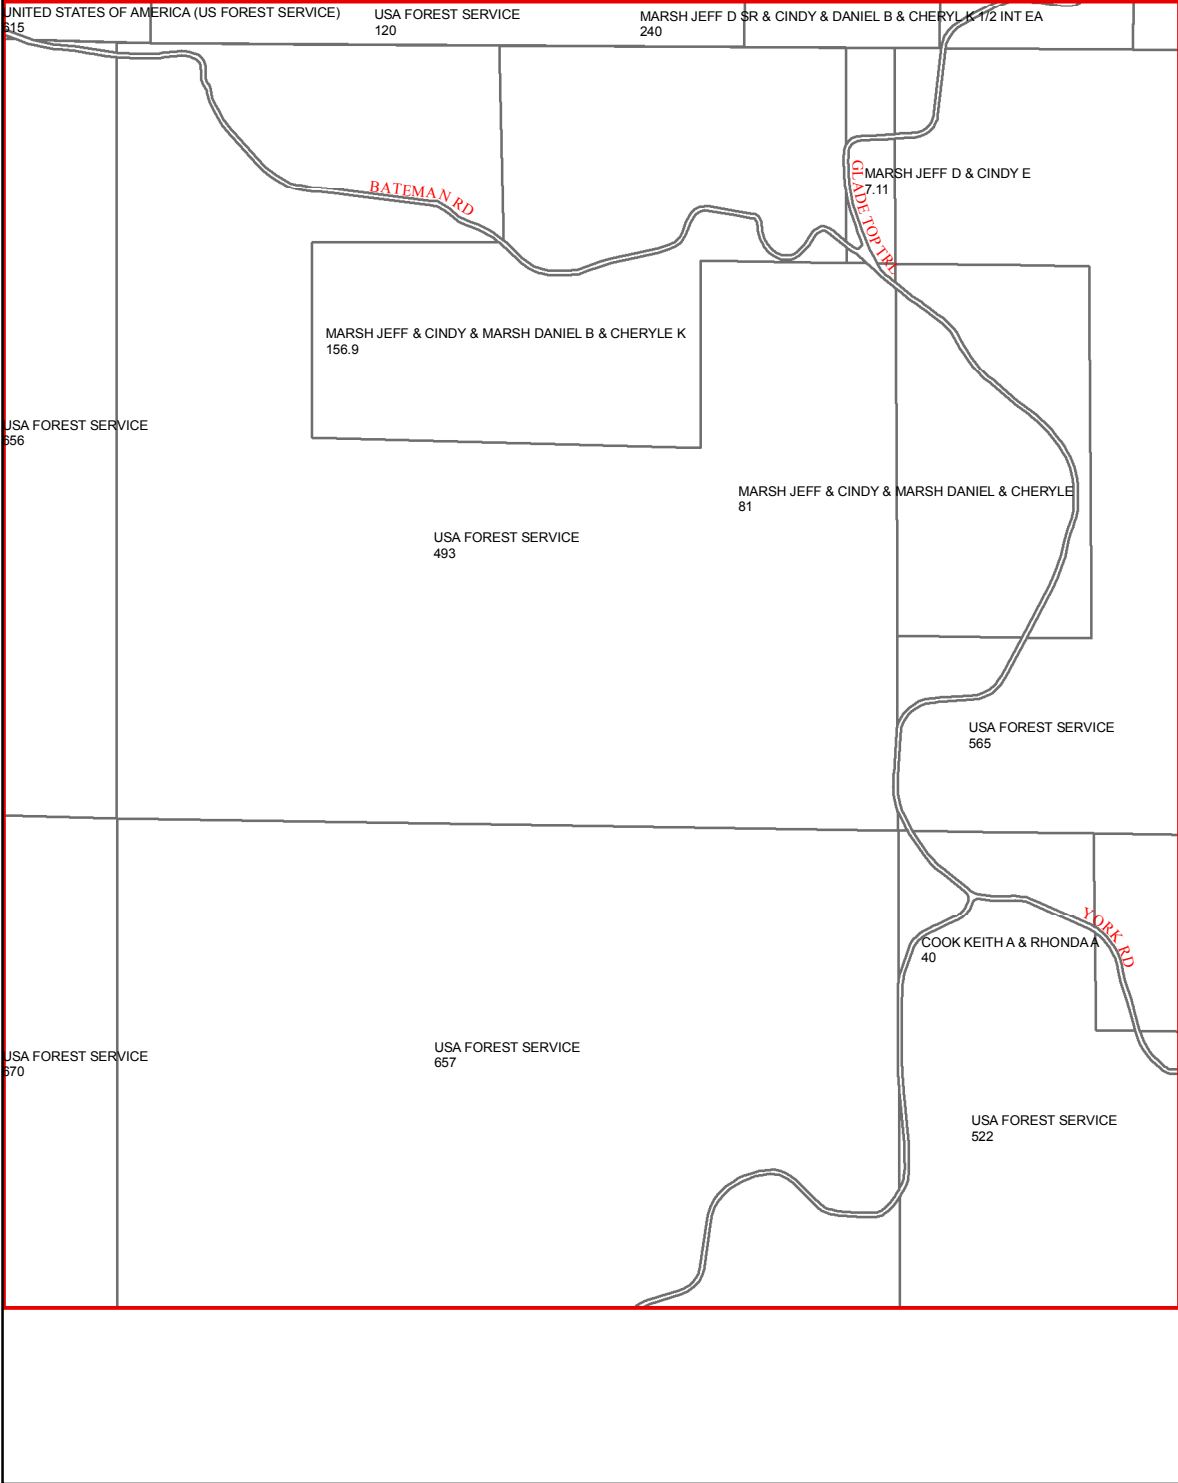 UNITED STATES OF AMERICA (US FOREST SERVICE)
615
USA FOREST SERVICE
120
MARSH JEFF D SR & CINDY & DANIEL B & CHERYL K 1/2 INT EA
240
MARSH JEFF D & CINDY E
7.11
GLADE TOP TRL
BATEMAN RD
MARSH JEFF & CINDY & MARSH DANIEL B & CHERYLE K
156.9
USA FOREST SERVICE
656
MARSH JEFF & CINDY & MARSH DANIEL & CHERYLE
81
USA FOREST SERVICE
493
USA FOREST SERVICE
565
YORK RD
COOK KEITH A & RHONDA A
40
USA FOREST SERVICE
657
USA FOREST SERVICE
670
USA FOREST SERVICE
522